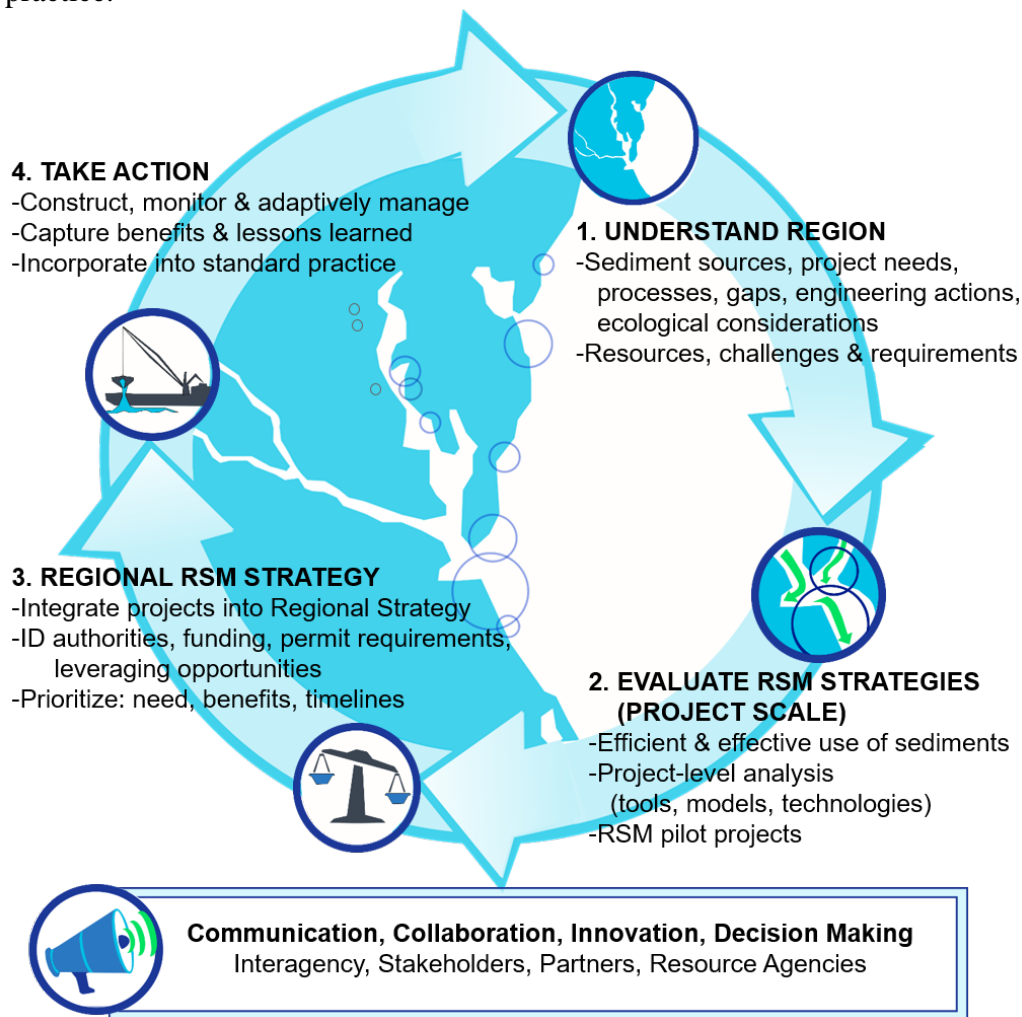 practice.
4. TAKE ACTION
-Construct, monitor & adaptively manage
-Capture benefits & lessons learned
-Incorporate into standard practice
1. UNDERSTAND REGION
-Sediment sources, project needs,
processes, gaps, engineering actions,
ecological considerations
-Resources, challenges & requirements
3. REGIONAL RSM STRATEGY
-Integrate projects into Regional Strategy
-ID authorities, funding, permit requirements,
leveraging opportunities
-Prioritize: need, benefits, timelines
2. EVALUATE RSM STRATEGIES
(PROJECT SCALE)
-Efficient & effective use of sediments
-Project-level analysis
(tools, models, technologies)
-RSM pilot projects
Communication, Collaboration, Innovation, Decision Making
Interagency, Stakeholders, Partners, Resource Agencies